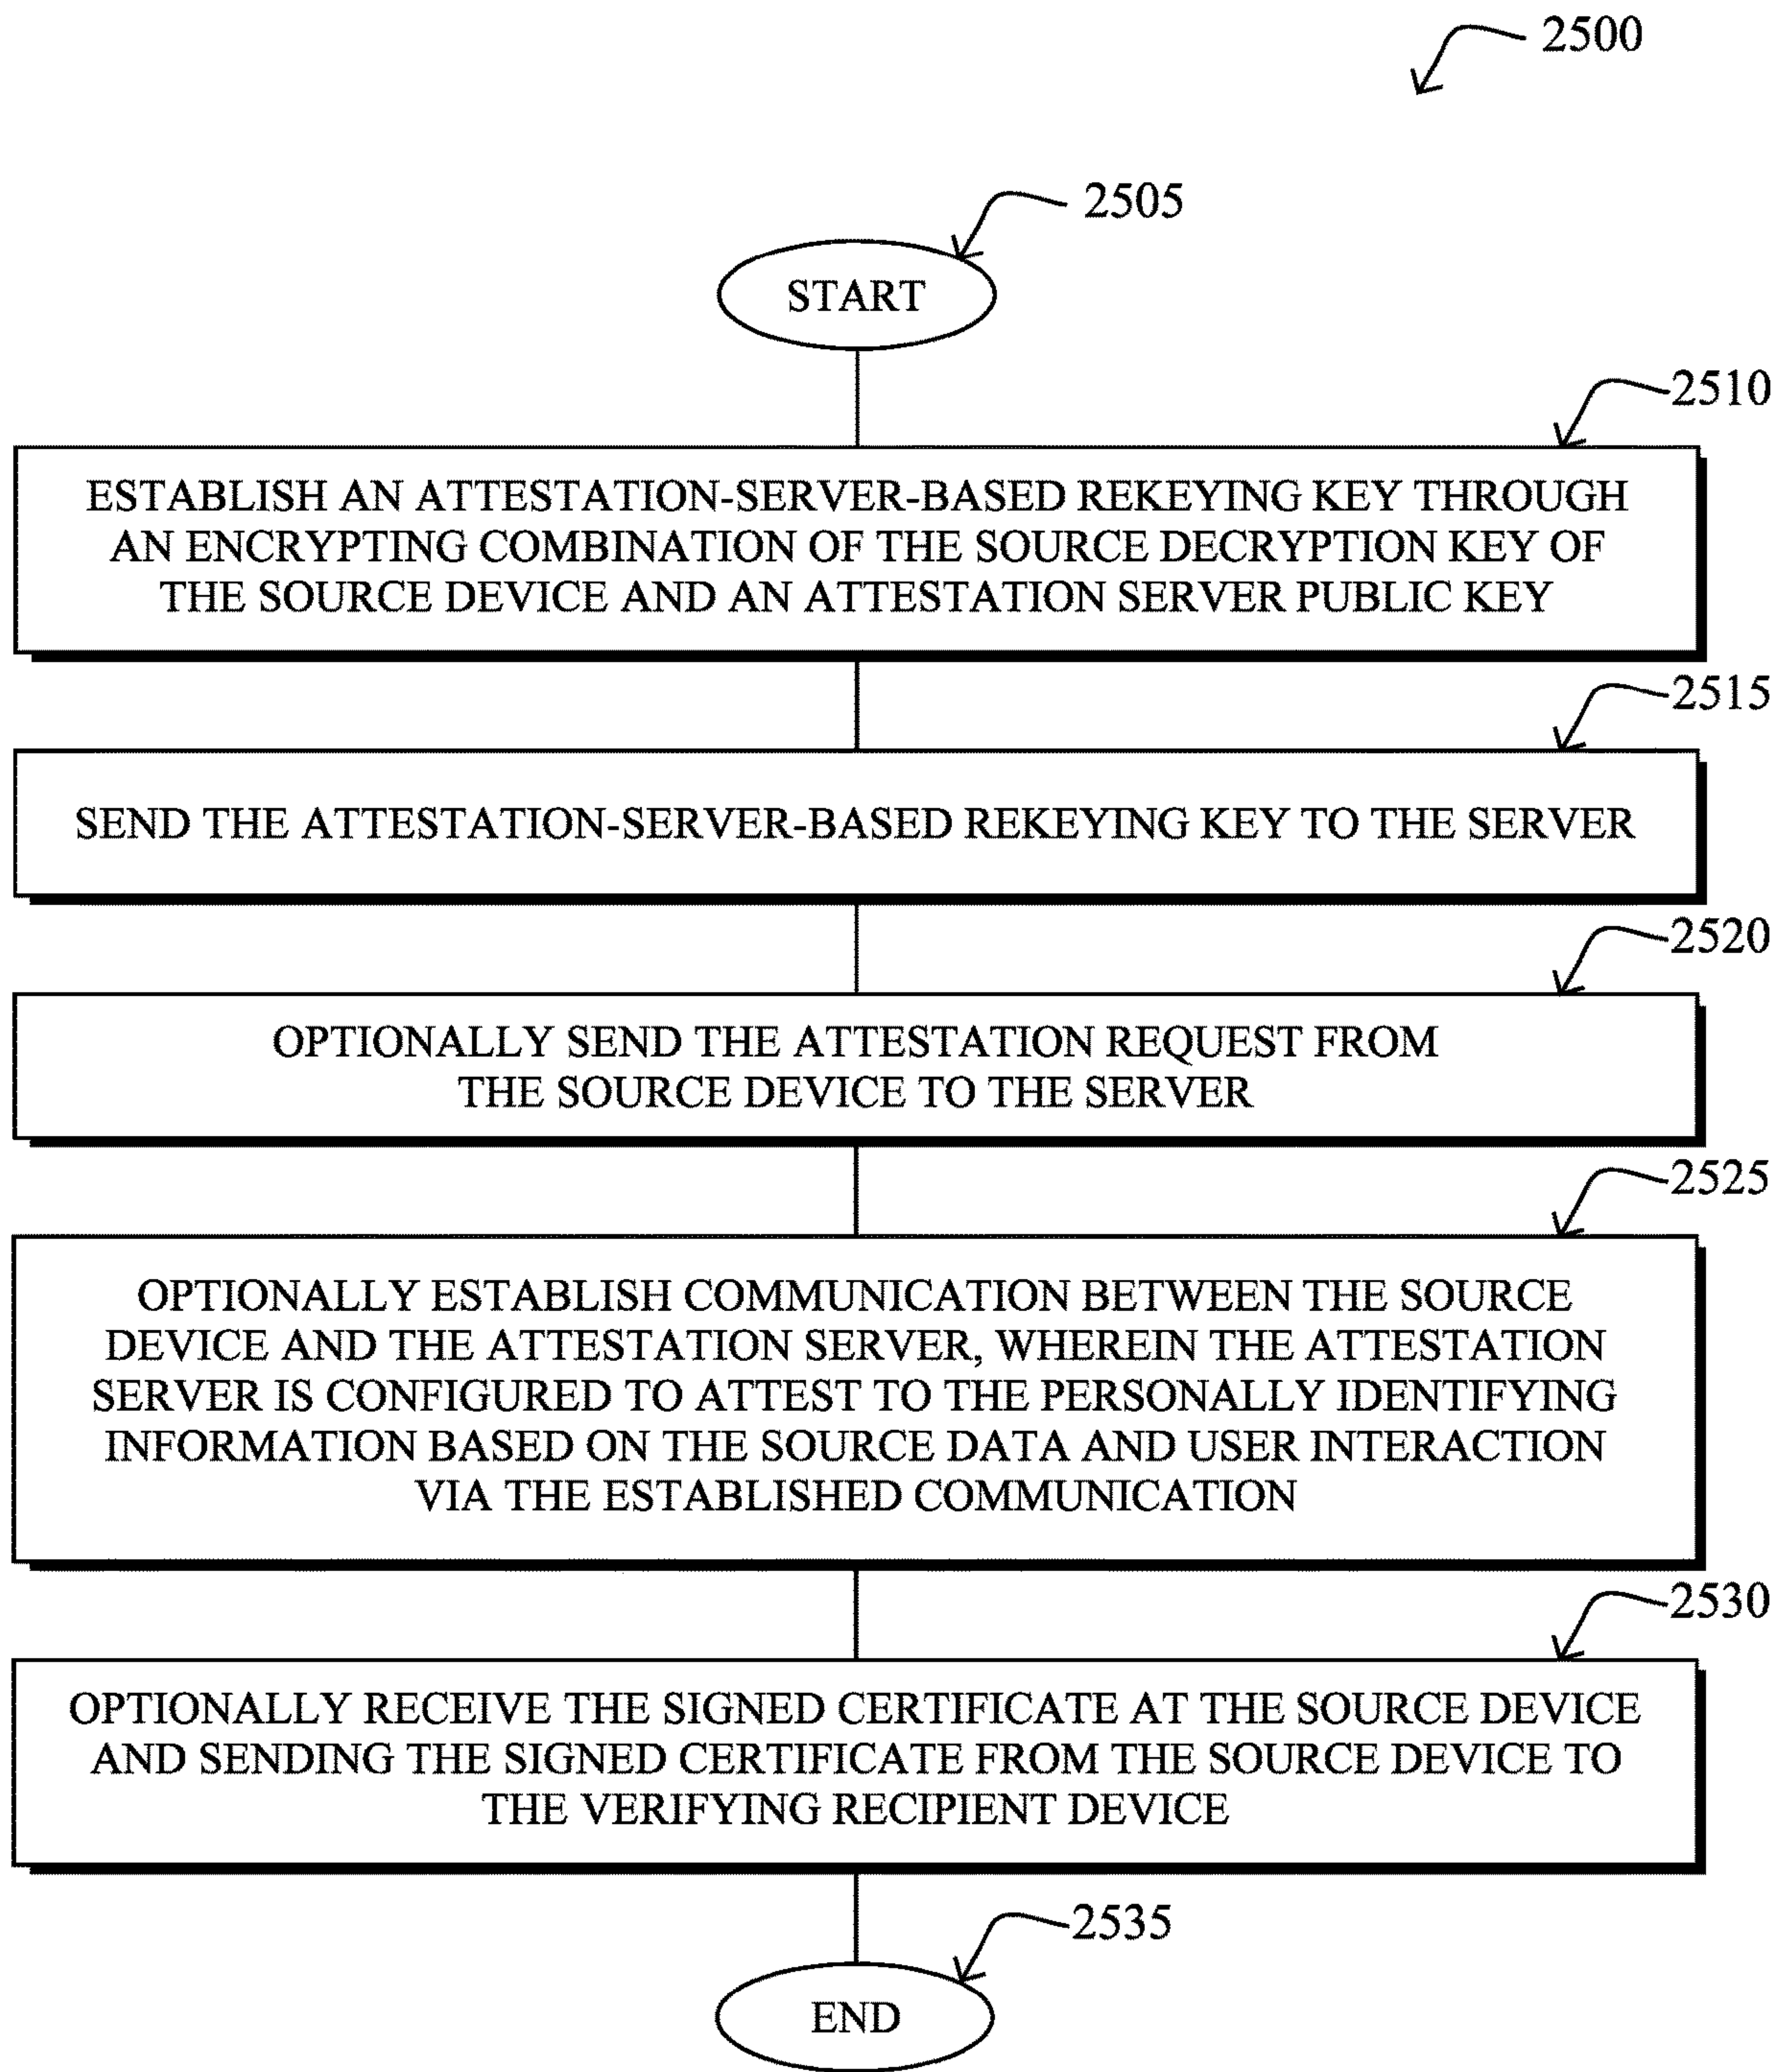 2500
2505
START
2510
ESTABLISH AN ATTESTATION-SERVER-BASED REKEYING KEY THROUGH
AN ENCRYPTING COMBINATION OF THE SOURCE DECRYPTION KEY OF
THE SOURCE DEVICE AND AN ATTESTATION SERVER PUBLIC KEY
2515
SEND THE ATTESTATION-SERVER-BASED REKEYING KEY TO THE SERVER
2520
OPTIONALLY SEND THE ATTESTATION REQUEST FROM
THE SOURCE DEVICE TO THE SERVER
2525
OPTIONALLY ESTABLISH COMMUNICATION BETWEEN THE SOURCE
DEVICE AND THE ATTESTATION SERVER, WHEREIN THE ATTESTATION
SERVER IS CONFIGURED TO ATTEST TO THE PERSONALLY IDENTIFYING
INFORMATION BASED ON THE SOURCE DATA AND USER INTERACTION
VIA THE ESTABLISHED COMMUNICATION
2530
OPTIONALLY RECEIVE THE SIGNED CERTIFICATE AT THE SOURCE DEVICE
AND SENDING THE SIGNED CERTIFICATE FROM THE SOURCE DEVICE TO
THE VERIFYING RECIPIENT DEVICE
2535
END